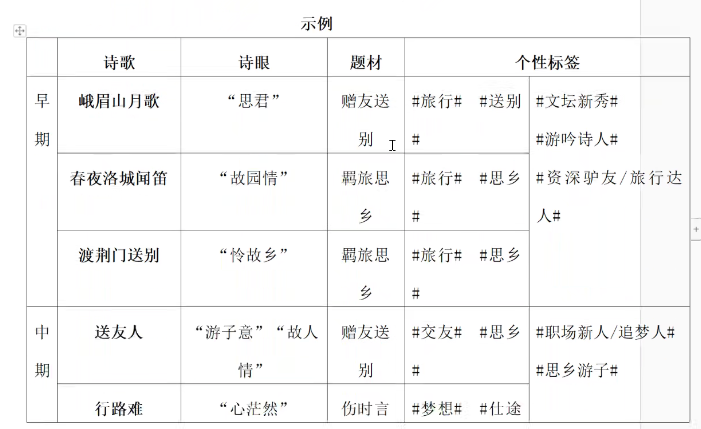 示例
诗歌 诗眼 题材 个性标签
早期 峨眉山月歌 “思君” 赠友送别 #旅行# #送别# #文坛新秀#
#游吟诗人#
#资深驴友/旅行达人#
春夜洛城闻笛 “故园情” 羁旅思乡 #旅行# #思乡#
渡荆门送别 “怜故乡” 羁旅思乡 #旅行# #思乡#
中期 送友人 “游子意”“故人情” 赠友送别 #交友# #思乡# #职场新人/追梦人#
#思乡游子#
行路难 “心茫然” 伤时言 #梦想# #仕途